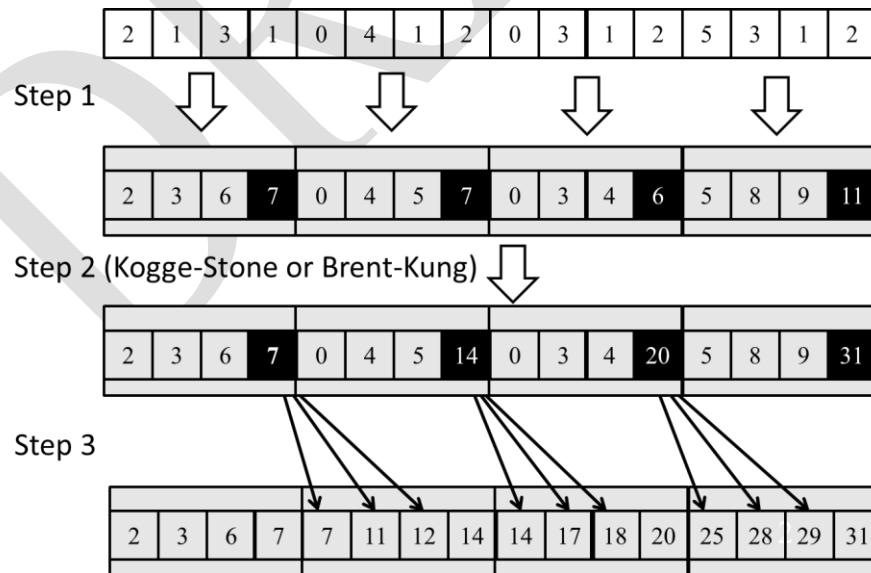 2 1 3 1 0 4 1 2 0 3 1 2 5 3 1 2
Step 1
2 3 6 7 0 4 5 7 0 3 4 6 5 8 9 11
Step 2 (Kogge-Stone or Brent-Kung)
2 3 6 7 0 4 5 14 0 3 4 20 5 8 9 31
Step 3
2 3 6 7 7 11 12 14 14 17 18 20 25 28 29 31